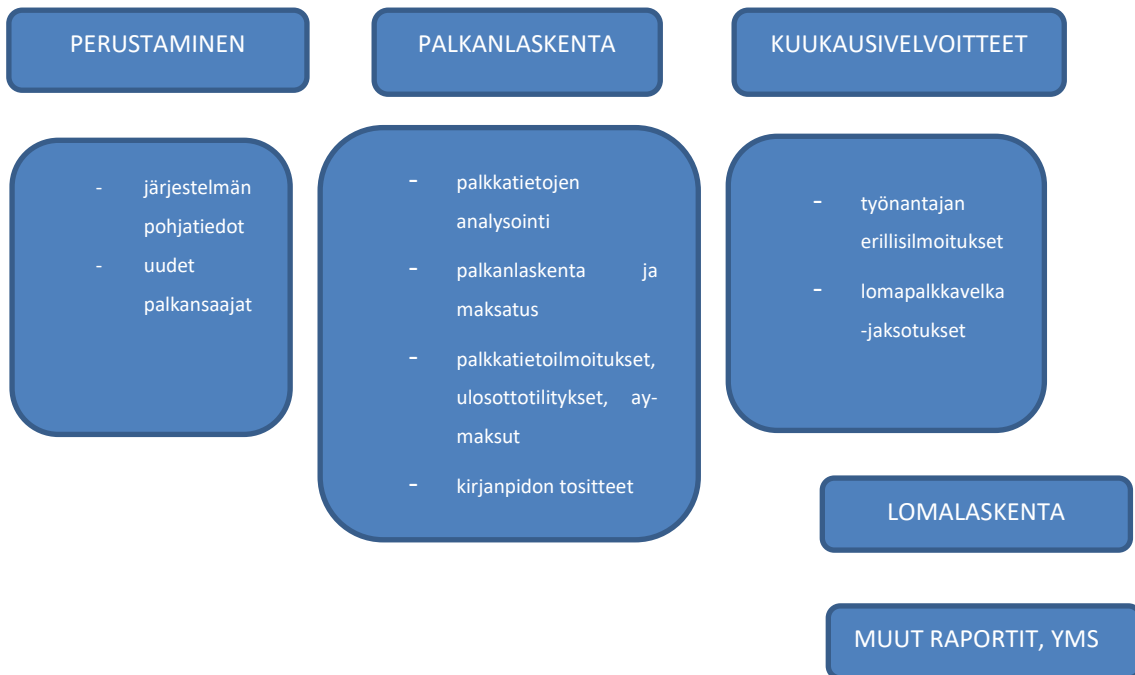 PERUSTAMINEN
- järjestelmän
pohjatiedot
- uudet
palkansaajat
PALKANLASKENTA
- palkkatietojen
analysointi
- palkanlaskenta ja
maksatus
- palkkatietoilmoitukset,
ulosottotilitykset, ay-
maksut
- kirjanpidon tositteet
KUUKAUSIVELVOITTEET
- työnantajan
erillisilmoitukset
- lomapalkkavelka
-jaksotukset
LOMALASKENTA
MUUT RAPORTIT, YMS